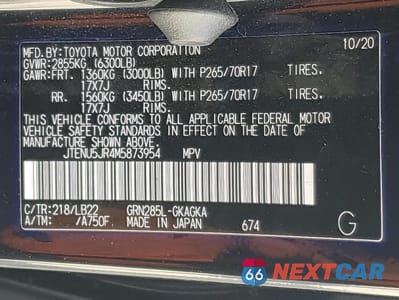 MFD.BY:TOYOTA MOTOR CORPORATION 10/20
GVWR:2855KG (6300LB)
GAWR:FRT. 1360KG (3000LB) WITH P265/70R17 TIRES.
17X7J RIMS.
RR. 1560KG (3450LB) WITH P265/70R17 TIRES.
17X7J RIMS.
THIS VEHICLE CONFORMS TO ALL APPLICABLE FEDERAL MOTOR
VEHICLE SAFETY STANDARDS IN EFFECT ON THE DATE OF
MANUFACTURE SHOWN ABOVE.
JTENU5JR4M5873954 MPV
C/TR:218/LB22 GRN285L-GKAGKA
A/TM: /A750F MADE IN JAPAN 674 G
66 NEXTCAR